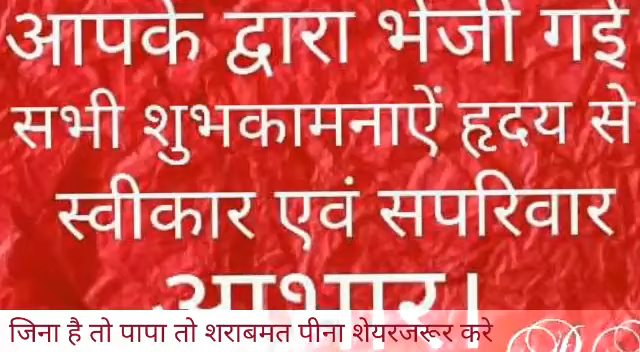 आपके द्वारा भेजी गई
सभी शुभकामनाऐं हृदय से
स्वीकार एवं सपरिवार
आभार।
जिना है तो पापा तो शराबमत पीना शेयरजरूर करे